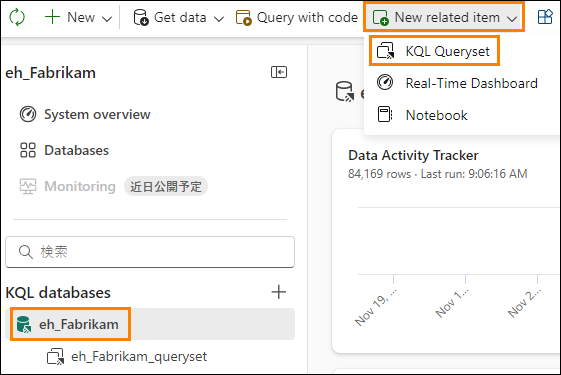 New
Get data
Query with code
New related item
KQL Queryset
Real-Time Dashboard
Notebook
eh_Fabrikam
System overview
Databases
Monitoring 近日公開予定
検索
KQL databases
eh_Fabrikam
eh_Fabrikam_queryset
e
Data Activity Tracker
84,169 rows · Last run: 9:06:16 AM
Nov 19, ...
Nov 1...
Nov 2...